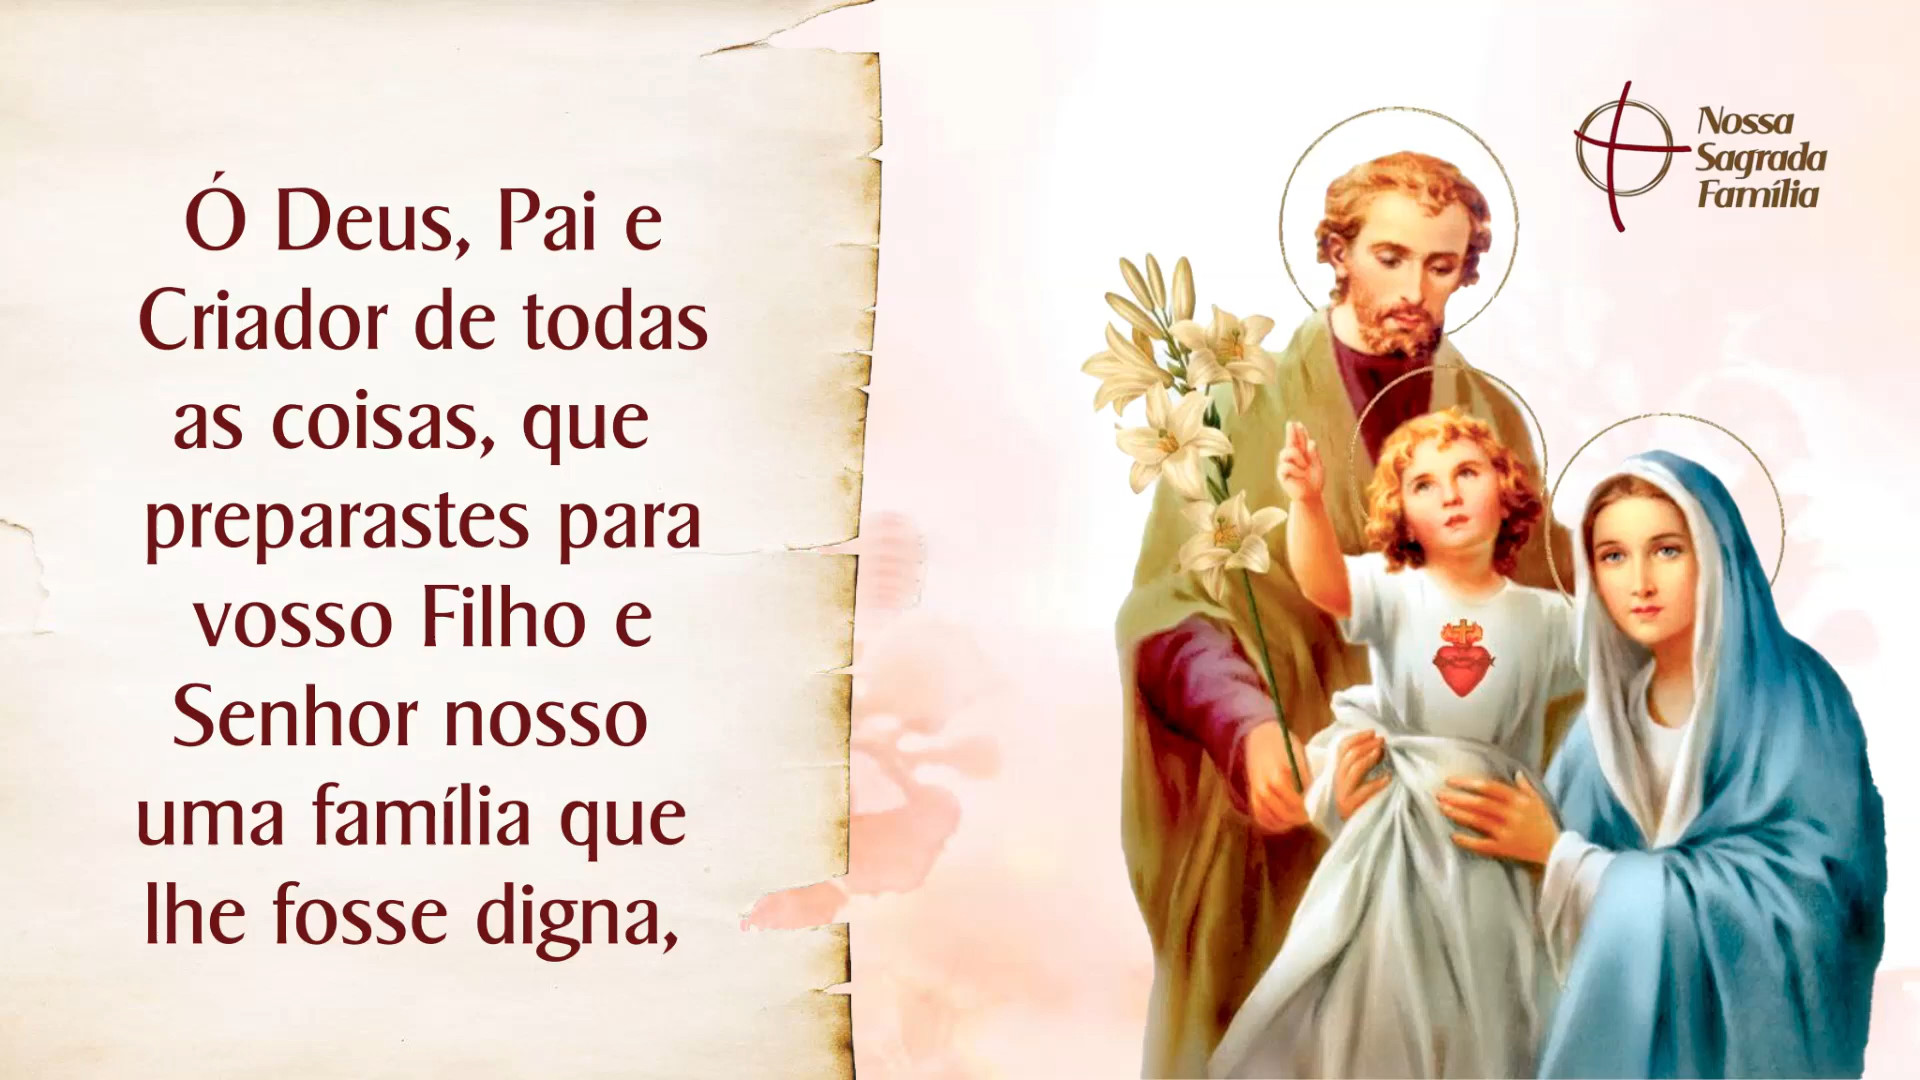 Ó Deus, Pai e
Criador de todas
as coisas, que
preparastes para
vosso Filho e
Senhor nosso
uma família que
lhe fosse digna,
Nossa
Sagrada
Família